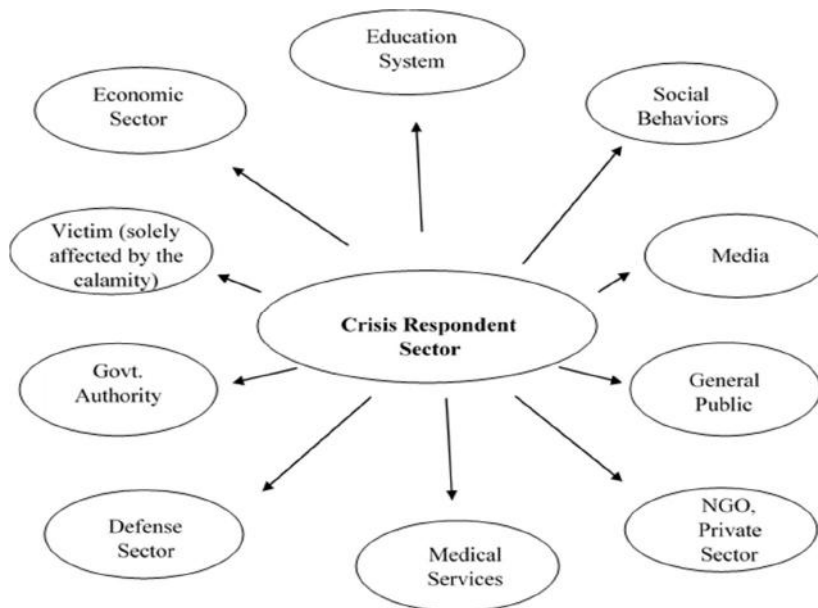 Education
System
Economic
Sector
Social
Behaviors
Victim (solely
affected by the
calamity)
Media
Crisis Respondent
Sector
Govt.
Authority
General
Public
Defense
Sector
Medical
Services
NGO,
Private
Sector